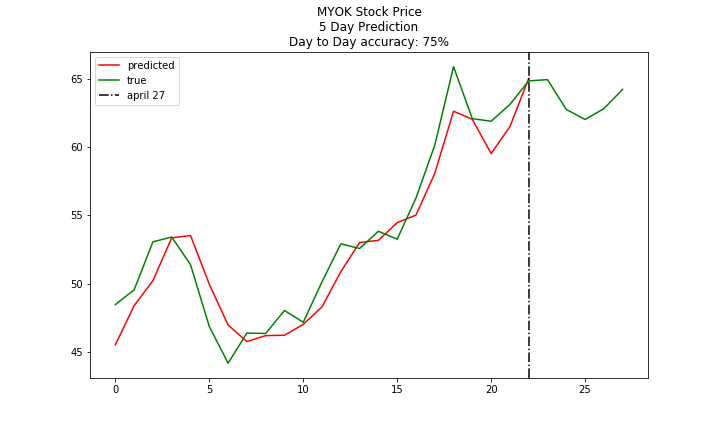 MYOK Stock Price
5 Day Prediction
Day to Day accuracy: 75%
predicted
true
april 27
65
60
55
50
45
0 5 10 15 20 25